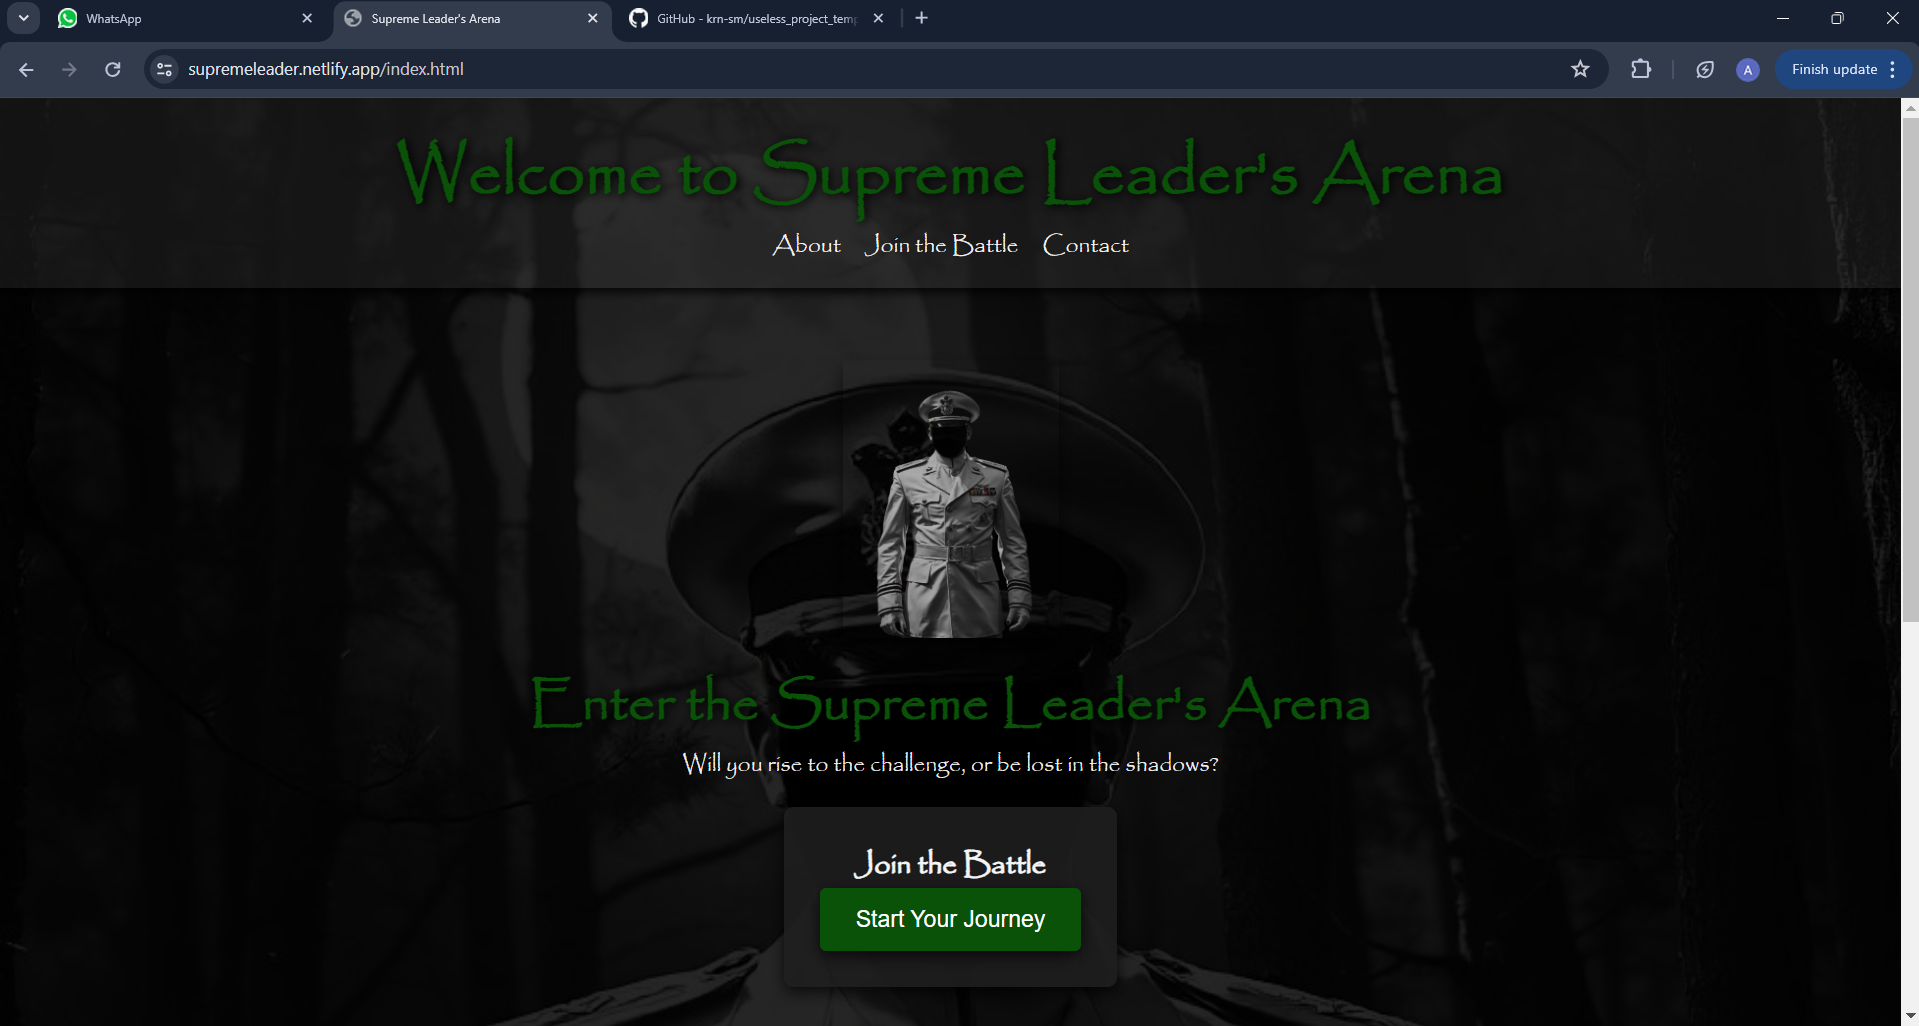 WhatsApp
Supreme Leader's Arena
GitHub - krn-sm/useless_project_temp
supremeleader.netlify.app/index.html
A
Finish update
Welcome to Supreme Leader's Arena
About Join the Battle Contact
Enter the Supreme Leader's Arena
Will you rise to the challenge, or be lost in the shadows?
Join the Battle
Start Your Journey